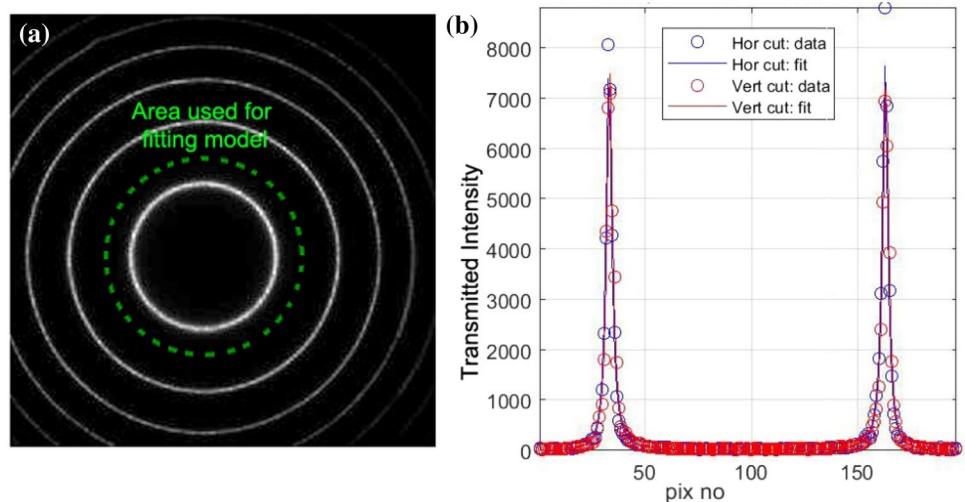 (a)
Area used for
fitting model
(b)
Transmitted Intensity
8000
7000
6000
5000
4000
3000
2000
1000
0
Hor cut: data
Hor cut: fit
Vert cut: data
Vert cut: fit
50
100
150
pix no